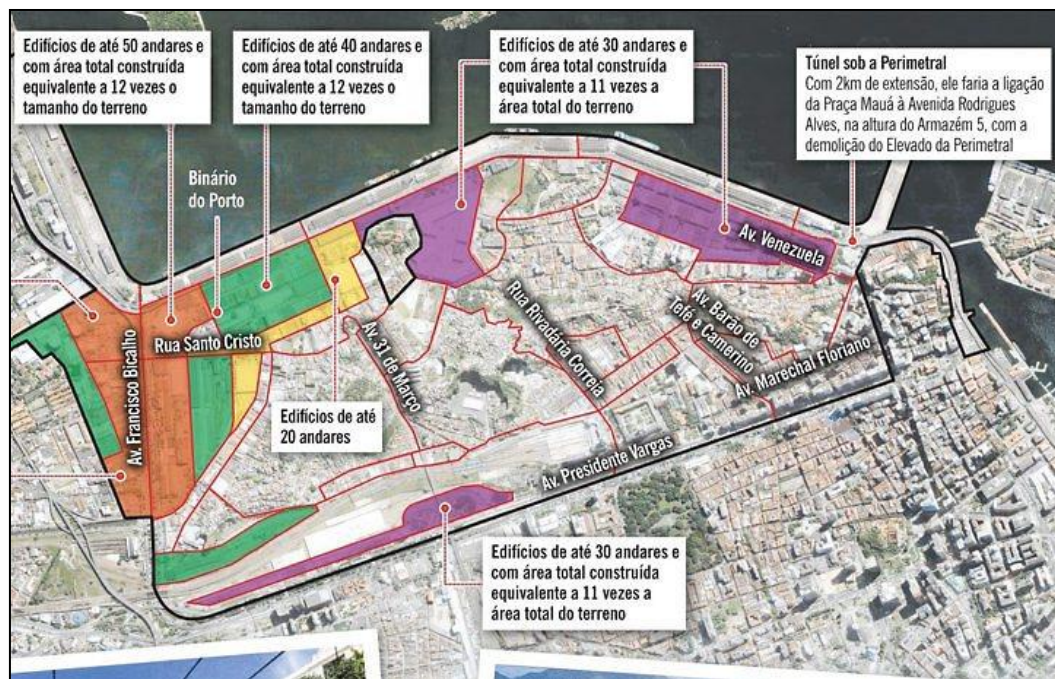 Edifícios de até 50 andares e
com área total construída
equivalente a 12 vezes o
tamanho do terreno
Edifícios de até 40 andares e
com área total construída
equivalente a 12 vezes o
tamanho do terreno
Edifícios de até 30 andares e
com área total construída
equivalente a 11 vezes a
área total do terreno
Túnel sob a Perimetral
Com 2km de extensão, ele faria a ligação
da Praça Mauá à Avenida Rodrigues
Alves, na altura do Armazém 5, com a
demolição do Elevado da Perimetral
Binário
do Porto
Av. Venezuela
Rua Santo Cristo
Av. Francisco Bicalho
Av. 31 de Março
Rua Rivadária Correia
Av. Barão de
Tefé e Camerino
Av. Marechal Floriano
Edifícios de até
20 andares
Av. Presidente Vargas
Edifícios de até 30 andares e
com área total construída
equivalente a 11 vezes a
área total do terreno